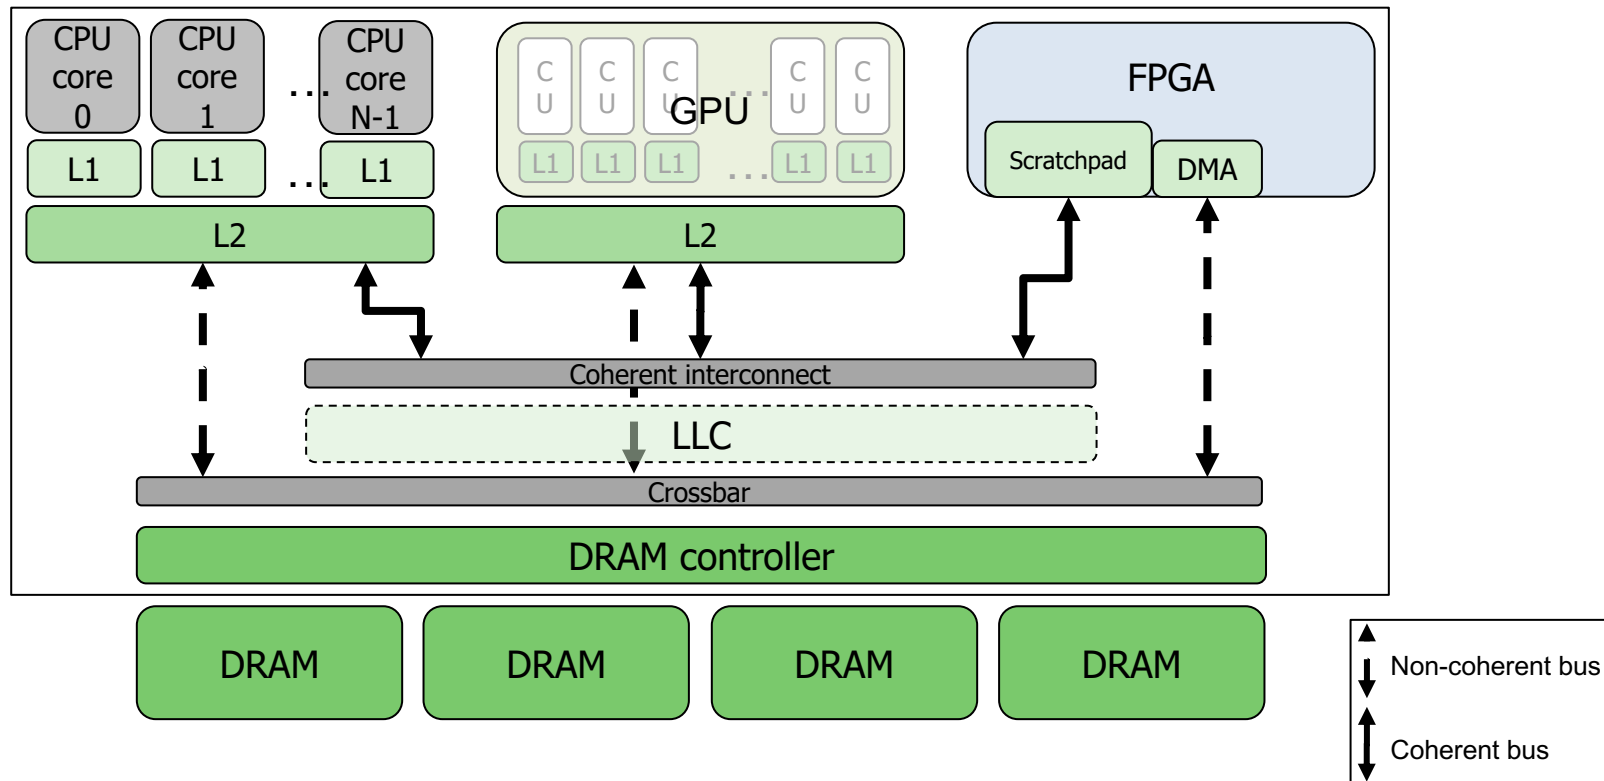 CPU
core
0
CPU
core
1
...
CPU
core
N-1
L1
L1
...
L1
L2
C
U
C
U
C
U
...
C
U
C
U
GPU
L1
L1
L1
...
L1
L1
L2
FPGA
Scratchpad
DMA
Coherent interconnect
LLC
Crossbar
DRAM controller
DRAM
DRAM
DRAM
DRAM
Non-coherent bus
Coherent bus